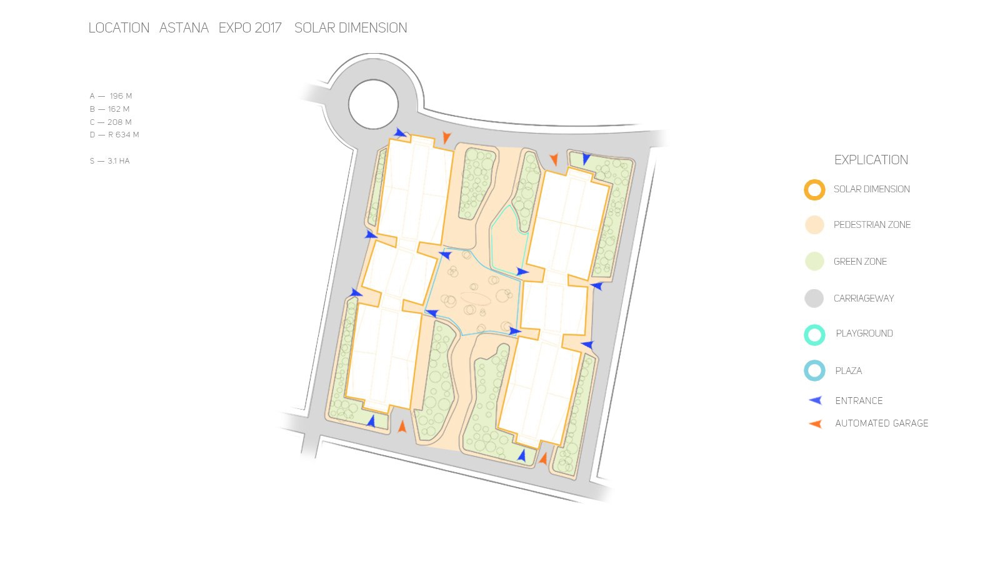 LOCATION ASTANA EXPO 2017 SOLAR DIMENSION
A — 196 M
B — 162 M
C — 208 M
D — R 634 M
S — 3.1 HA
EXPLICATION
SOLAR DIMENSION
PEDESTRIAN ZONE
GREEN ZONE
CARRIAGEWAY
PLAYGROUND
PLAZA
ENTRANCE
AUTOMATED GARAGE